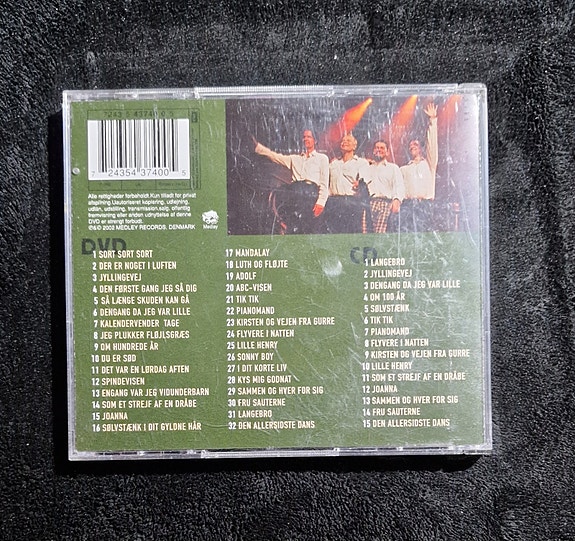 7243 5 43740 0 5
7 24354 37400 5
Alle rettigheder forbeholdt. Kun tilladt for privat
afspilning. Uautoriseret kopiering, udlejning,
udlån, udstilling, transmission, salg, offentlig
fremvisning eller anden udnyttelse af denne
DVD er strengt forbudt.
℗&© 2003 MEDLEY RECORDS, DENMARK
Medley
DVD
1 SORT SORT SORT
2 DER ER NOGET I LUFTEN
3 JYLLINGEVEJ
4 DEN FØRSTE GANG JEG SÅ DIG
5 SÅ LÆNGE SKUDEN KAN GÅ
6 DENGANG DA JEG VAR LILLE
7 KALENDERVENDER TAGE
8 JEG PLUKKER FLØJLSGRÆS
9 OM HUNDREDE ÅR
10 DU ER SØD
11 DET VAR EN LØRDAG AFTEN
12 SPINDEVISEN
13 ENGANG VAR JEG VIDUNDERBARN
14 SOM ET STREJF AF EN DRÅBE
15 JOANNA
16 SØLVSTÆNK I DIT GYLDNE HÅR
17 MANDALAY
18 LUTH OG FLØJTE
19 ADOLF
20 ABC-VISEN
21 TIK TIK
22 PIANOMAND
23 KIRSTEN OG VEJEN FRA GURRE
24 FLYVERE I NATTEN
25 LILLE HENRY
26 SONNY BOY
27 I DIT KORTE LIV
28 KYS MIG GODNAT
29 SAMMEN OG HVER FOR SIG
30 FRU SAUTERNE
31 LANGEBRO
32 DEN ALLERSIDSTE DANS
CD
1 LANGEBRO
2 JYLLINGEVEJ
3 DENGANG DA JEG VAR LILLE
4 OM 100 ÅR
5 SØLVSTÆNK
6 TIK TIK
7 PIANOMAND
8 FLYVERE I NATTEN
9 KIRSTEN OG VEJEN FRA GURRE
10 LILLE HENRY
11 SOM ET STREJF AF EN DRÅBE
12 JOANNA
13 SAMMEN OG HVER FOR SIG
14 FRU SAUTERNE
15 DEN ALLERSIDSTE DANS